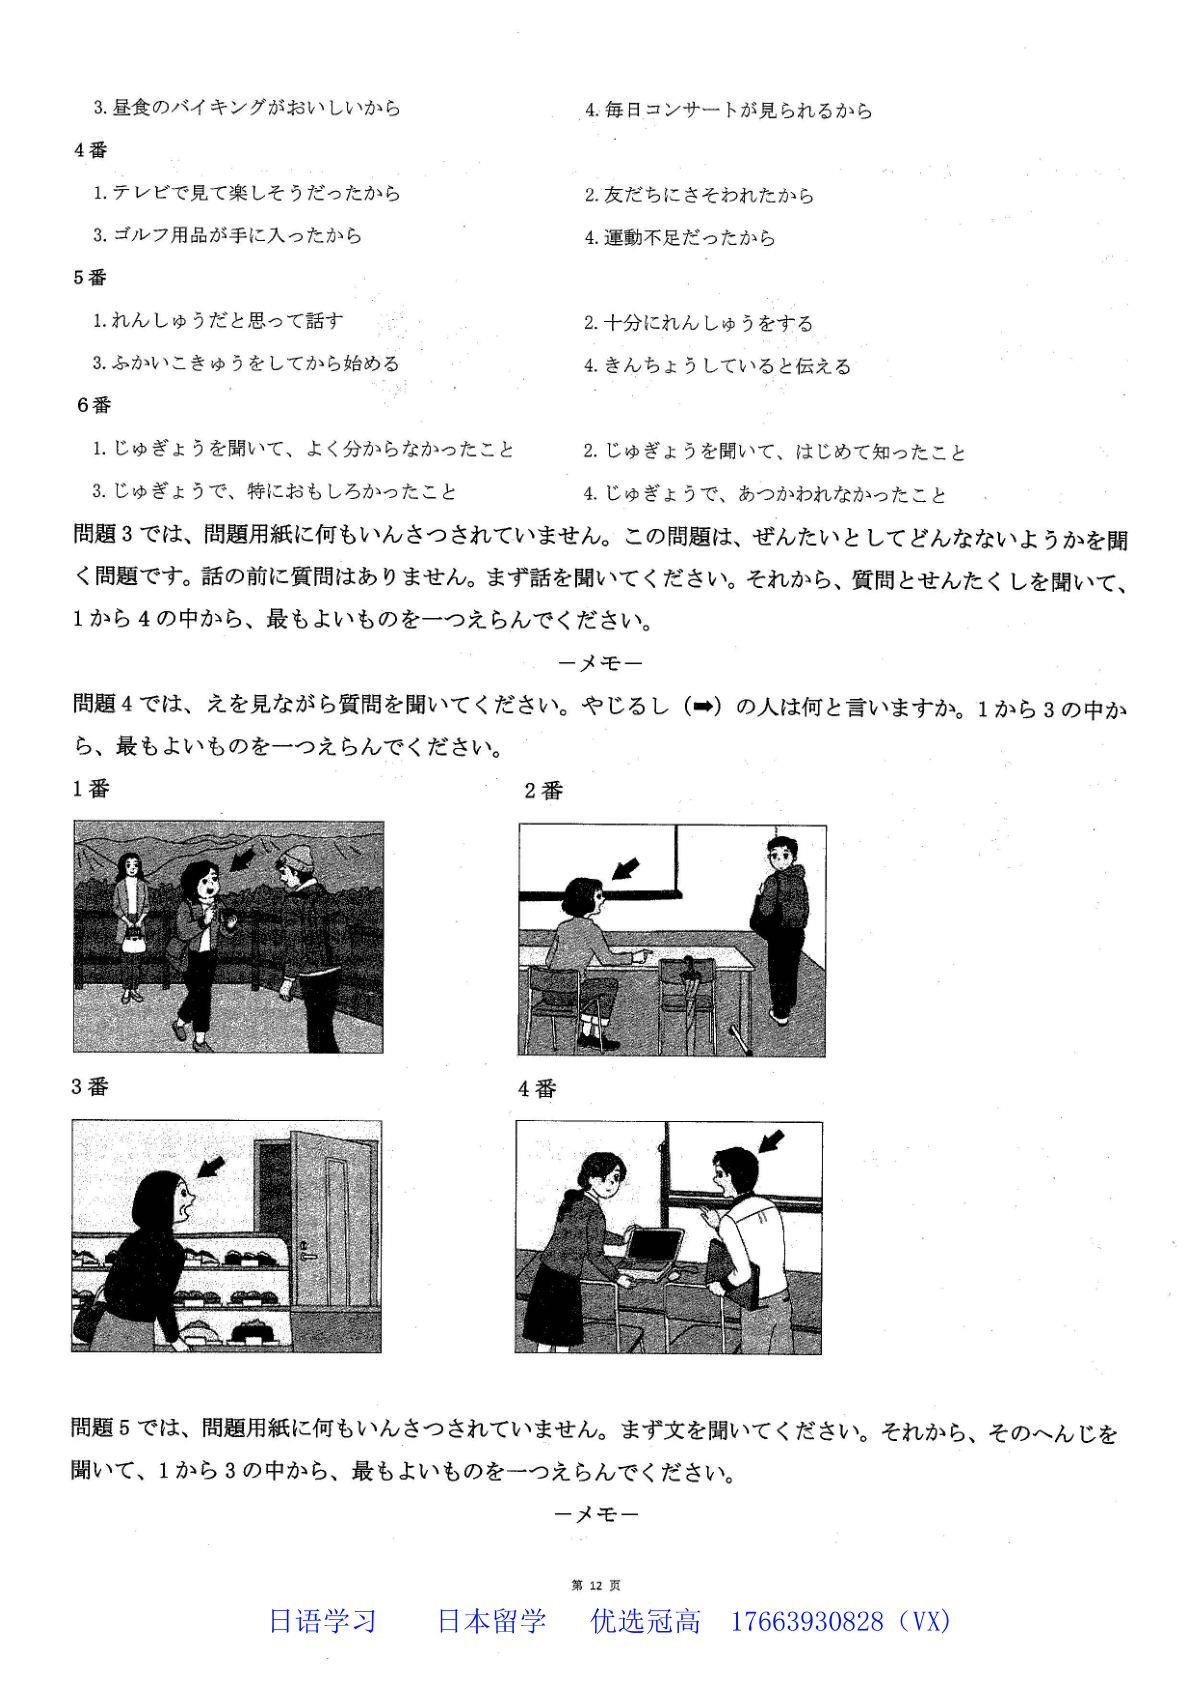 3. 昼食のバイキングがおいしいから 4. 毎日コンサートが見られるから
4番
1. テレビで見て楽しそうだったから 2. 友だちにさそわれたから
3. ゴルフ用品が手に入ったから 4. 運動不足だったから
5番
1. れんしゅうだと思って話す 2. 十分にれんしゅうをする
3. ふかいこきゅうをしてから始める 4. きんちょうしていると伝える
6番
1. じゅぎょうを聞いて、よく分からなかったこと 2. じゅぎょうを聞いて、はじめて知ったこと
3. じゅぎょうで、特におもしろかったこと 4. じゅぎょうで、あつかわれなかったこと
問題3では、問題用紙に何もいんさつされていません。この問題は、ぜんたいとしてどんなないようかを聞
く問題です。話の前に質問はありません。まず話を聞いてください。それから、質問とせんたくしを聞いて、
1から4の中から、最もよいものを一つえらんでください。
－メモ－
問題4では、えを見ながら質問を聞いてください。やじるし（➡）の人は何と言いますか。1から3の中か
ら、最もよいものを一つえらんでください。
1番 2番
3番 4番
問題5では、問題用紙に何もいんさつされていません。まず文を聞いてください。それから、そのへんじを
聞いて、1から3の中から、最もよいものを一つえらんでください。
－メモ－
第 12 页
日语学习 日本留学 优选冠高 17663930828（VX）